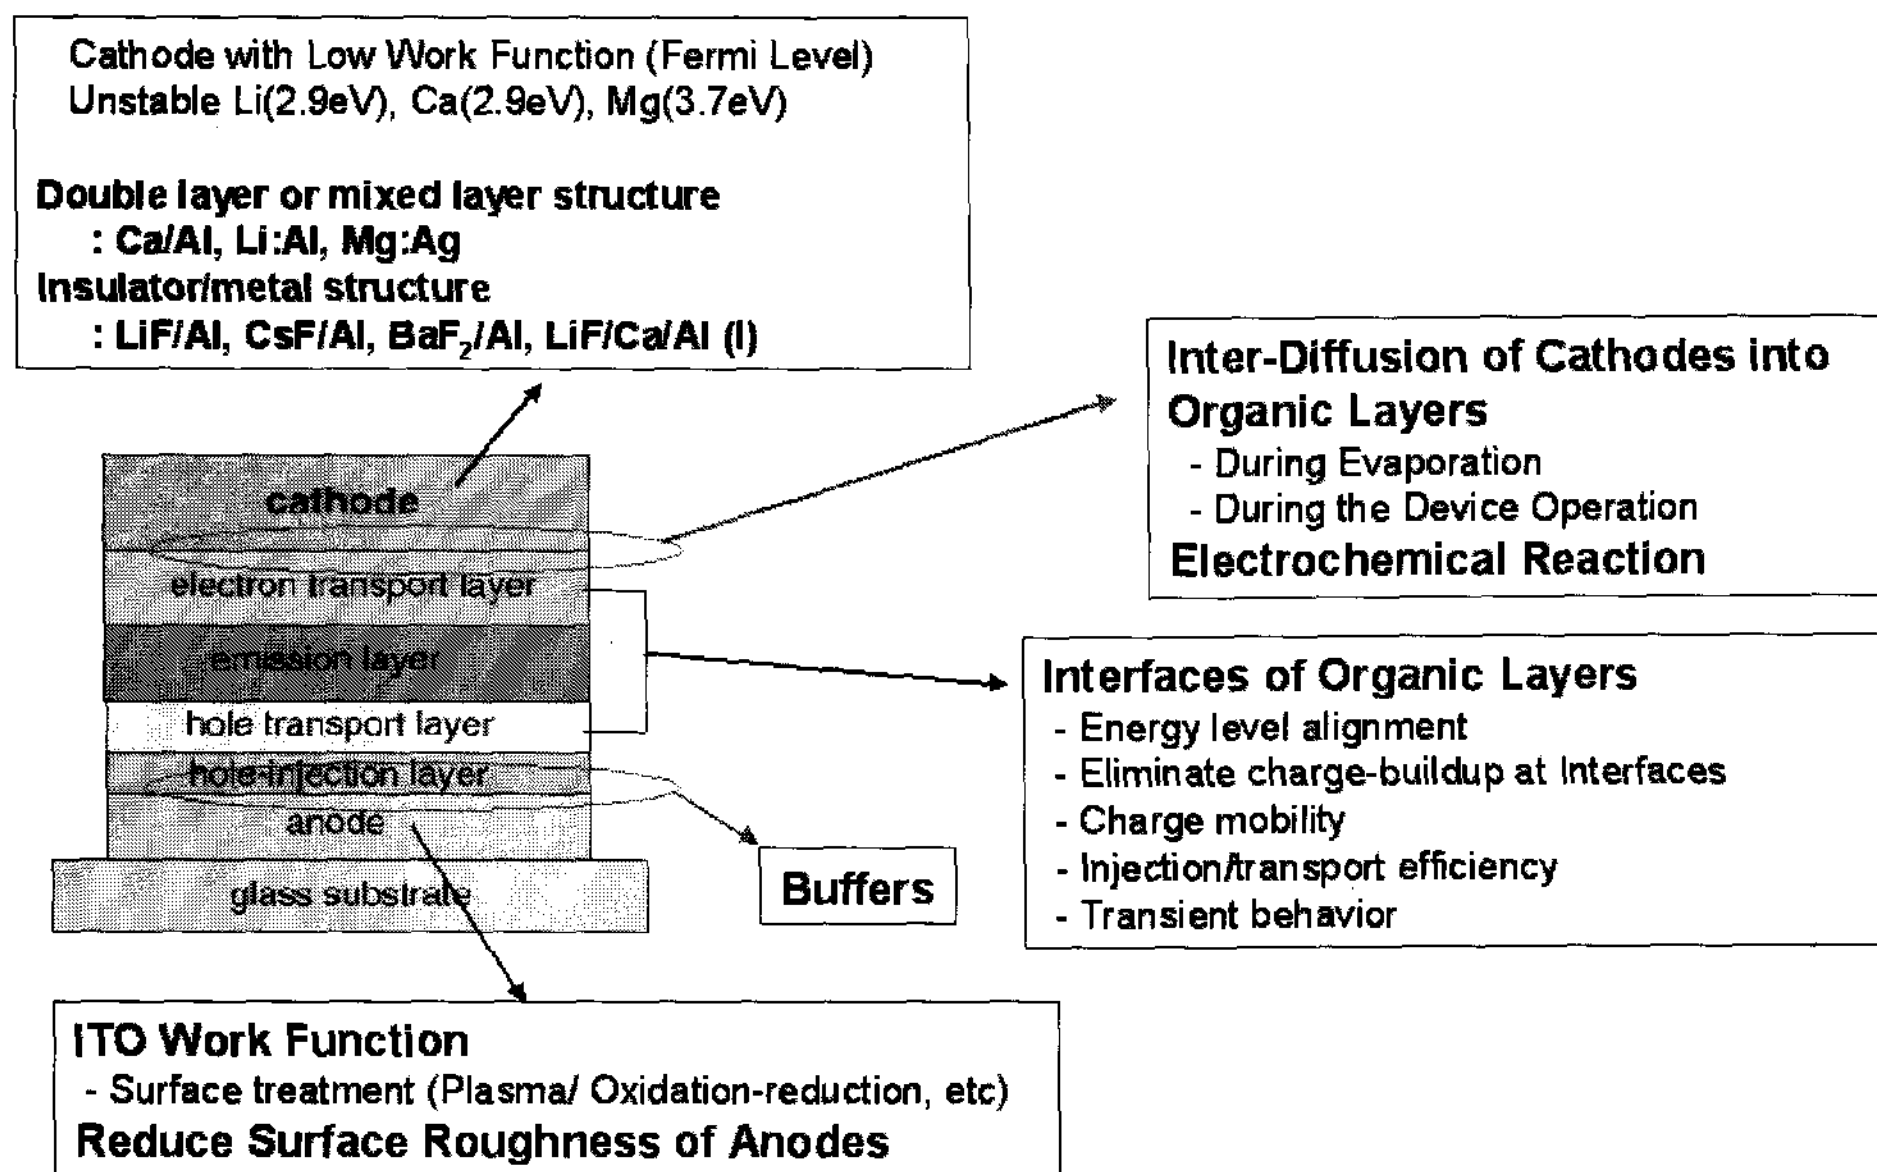 Cathode with Low Work Function (Fermi Level)
Unstable Li(2.9eV), Ca(2.9eV), Mg(3.7eV)
Double layer or mixed layer structure
: Ca/Al, Li:Al, Mg:Ag
Insulator/metal structure
: LiF/Al, CsF/Al, BaF₂/Al, LiF/Ca/Al (l)
Inter-Diffusion of Cathodes into
Organic Layers
- During Evaporation
- During the Device Operation
Electrochemical Reaction
cathode
electron transport layer
emission layer
hole transport layer
hole-injection layer
anode
glass substrate
Interfaces of Organic Layers
- Energy level alignment
- Eliminate charge-buildup at Interfaces
- Charge mobility
- Injection/transport efficiency
- Transient behavior
Buffers
ITO Work Function
- Surface treatment (Plasma/ Oxidation-reduction, etc)
Reduce Surface Roughness of Anodes